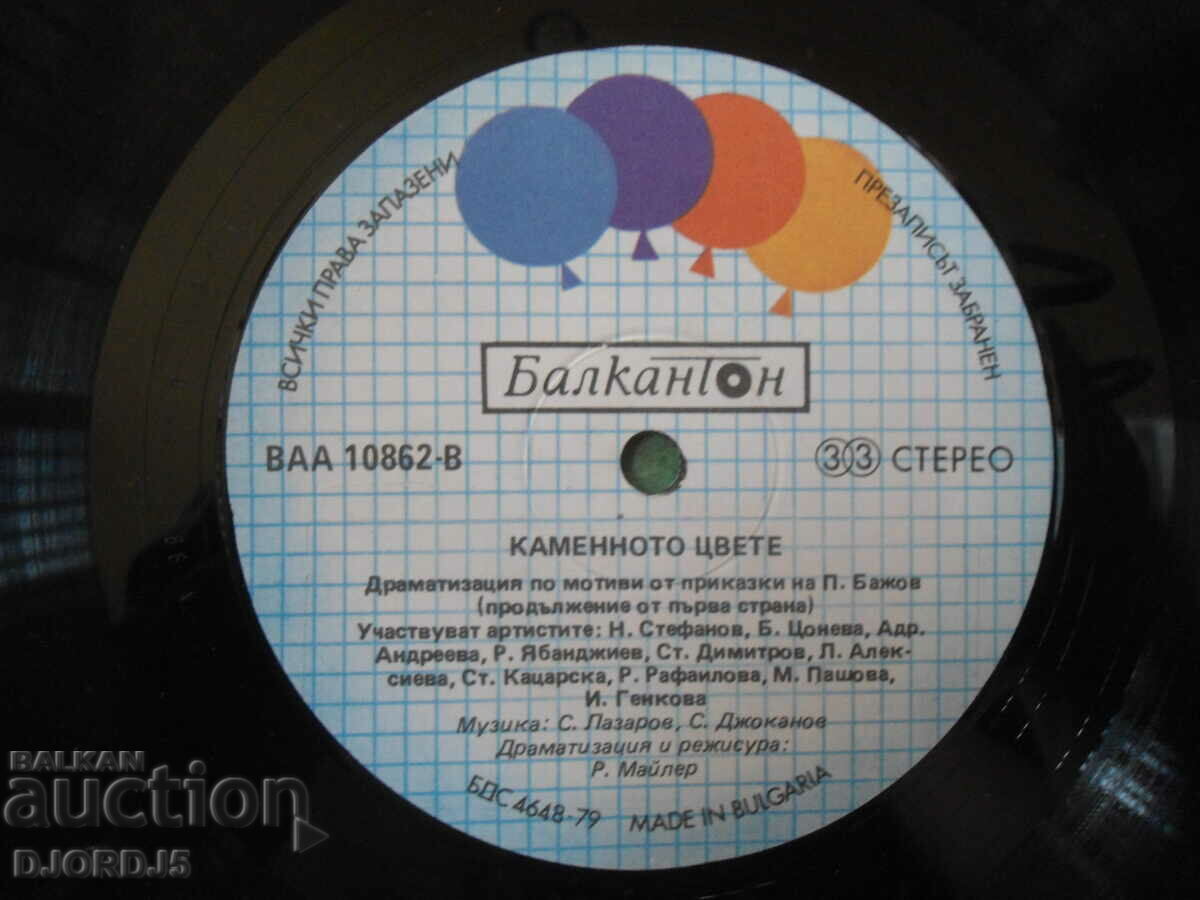 ВСИЧКИ ПРАВА ЗАПАЗЕНИ
ПРЕЗАПИСЪТ ЗАБРАНЕН
Балкантон
ВАА 10862-В
33 СТЕРЕО
КАМЕННОТО ЦВЕТЕ
Драматизация по мотиви от приказки на П. Бажов
(продължение от първа страна)
Участвуват артистите: Н. Стефанов, Б. Цонева, Адр.
Андреева, Р. Ябанджиев, Ст. Димитров, Л. Алек-
сиева, Ст. Кацарска, Р. Рафаилова, М. Пашова,
И. Генкова
Музика: С. Лазаров, С. Джоканов
Драматизация и режисура:
Р. Майлер
БДС 4648-79 MADE IN BULGARIA
BALKAN
auction
DJORDJ5